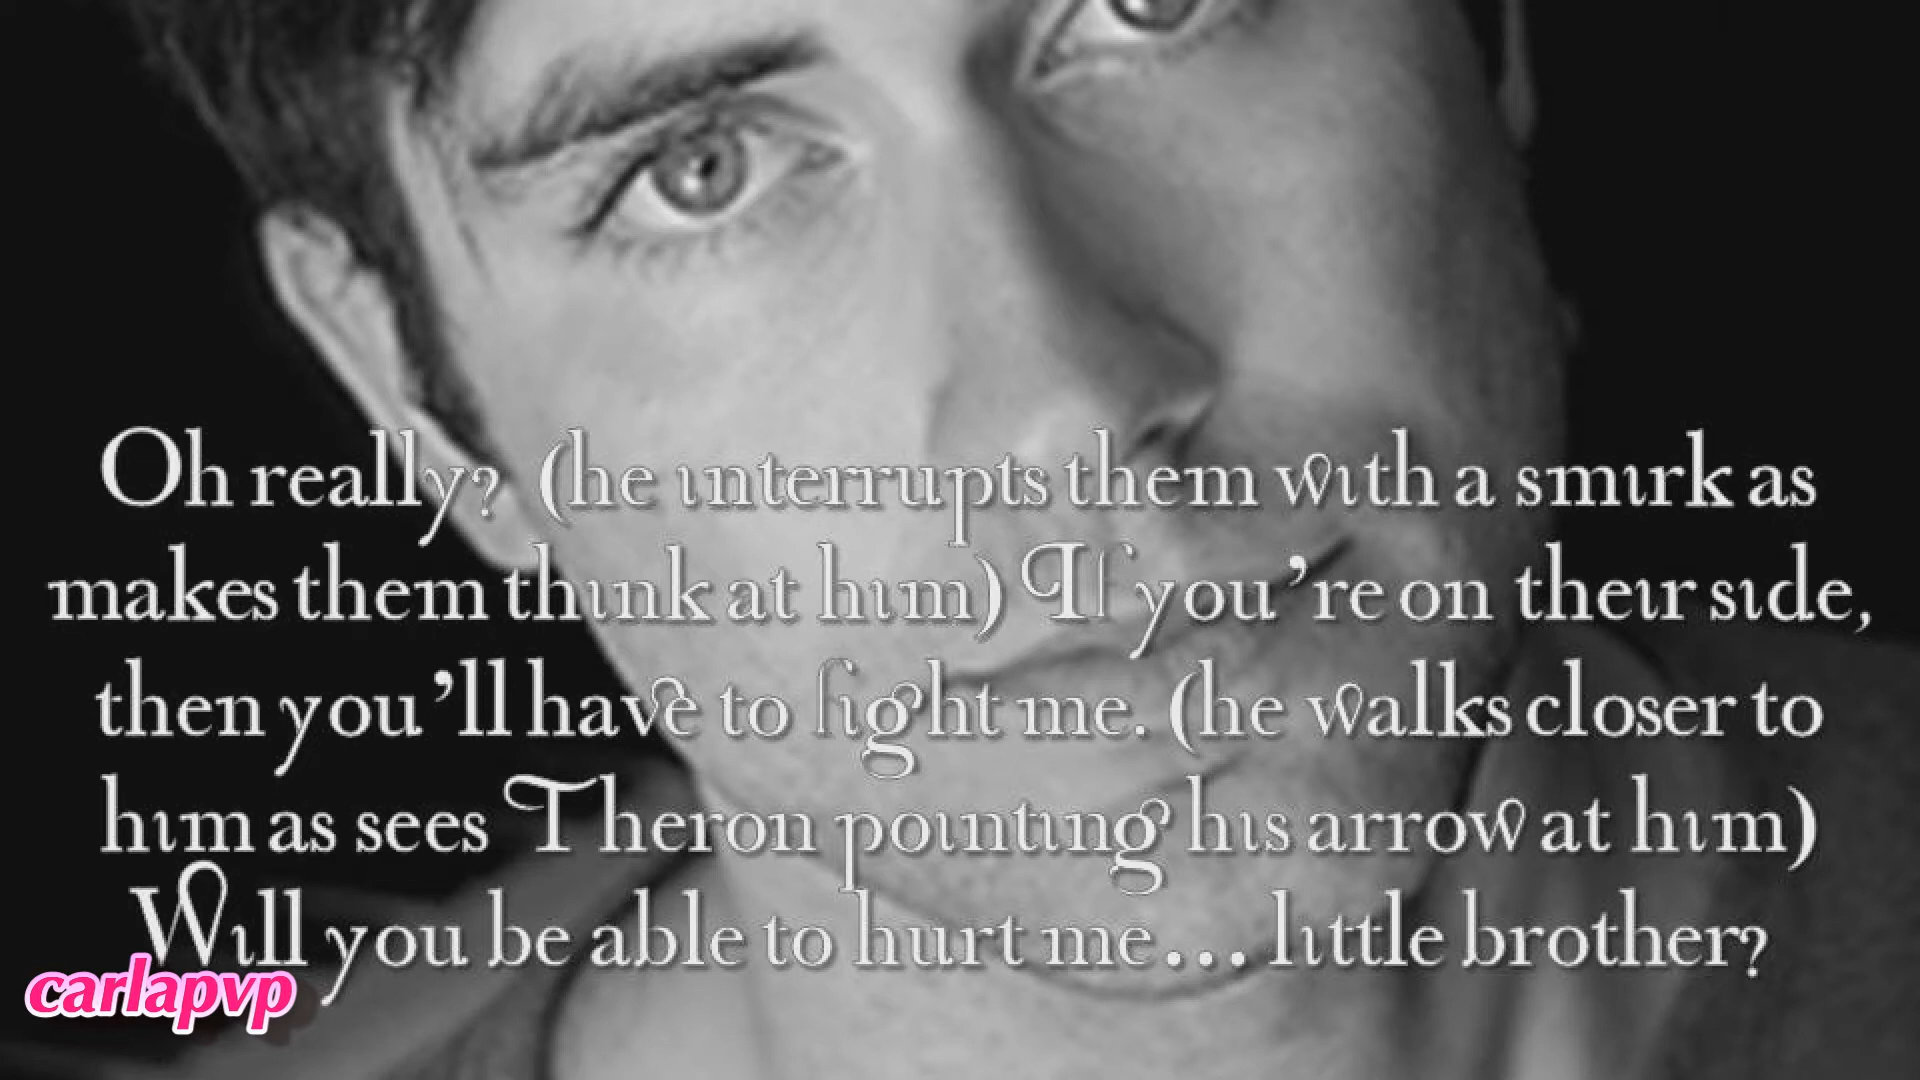 Oh really? (he interrupts them with a smirk as
makes them think at him) If you're on their side,
then you'll have to fight me. (he walks closer to
him as sees Theron pointing his arrow at him)
Will you be able to hurt me... little brother?
carlapvp